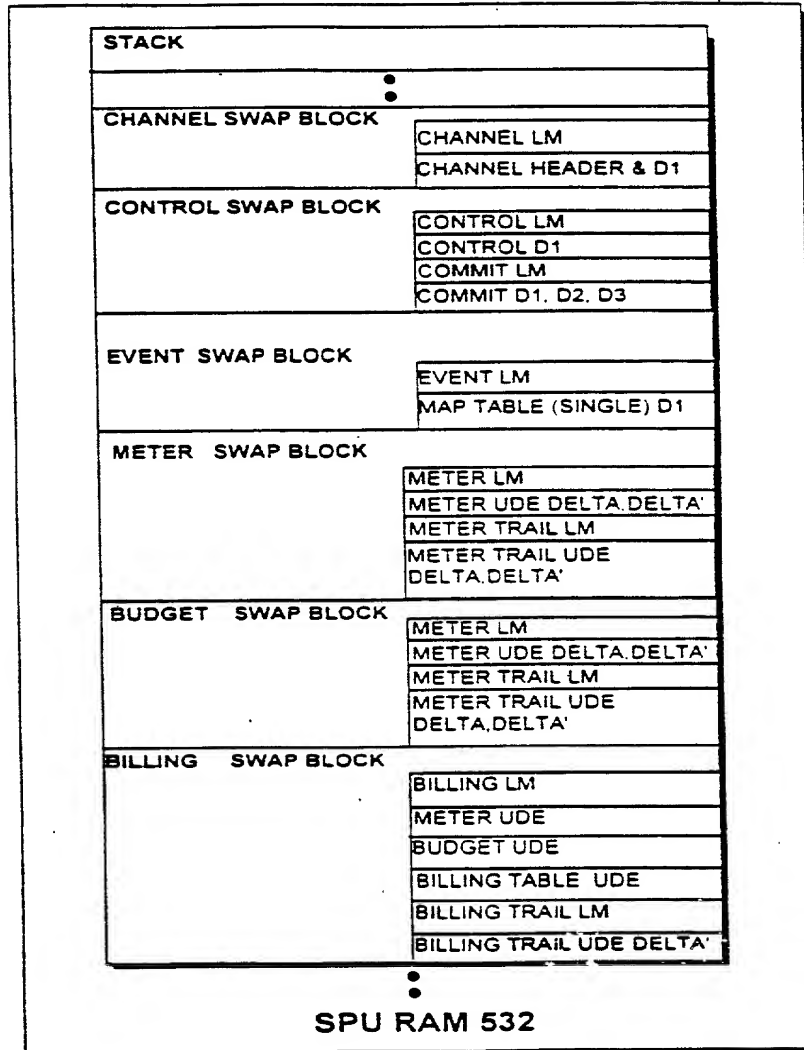 STACK
CHANNEL SWAP BLOCK
CHANNEL LM
CHANNEL HEADER & D1
CONTROL SWAP BLOCK
CONTROL LM
CONTROL D1
COMMIT LM
COMMIT D1, D2, D3
EVENT SWAP BLOCK
EVENT LM
MAP TABLE (SINGLE) D1
METER SWAP BLOCK
METER LM
METER UDE DELTA.DELTA'
METER TRAIL LM
METER TRAIL UDE
DELTA.DELTA'
BUDGET SWAP BLOCK
METER LM
METER UDE DELTA.DELTA'
METER TRAIL LM
METER TRAIL UDE
DELTA,DELTA'
BILLING SWAP BLOCK
BILLING LM
METER UDE
BUDGET UDE
BILLING TABLE UDE
BILLING TRAIL LM
BILLING TRAIL UDE DELTA'
SPU RAM 532